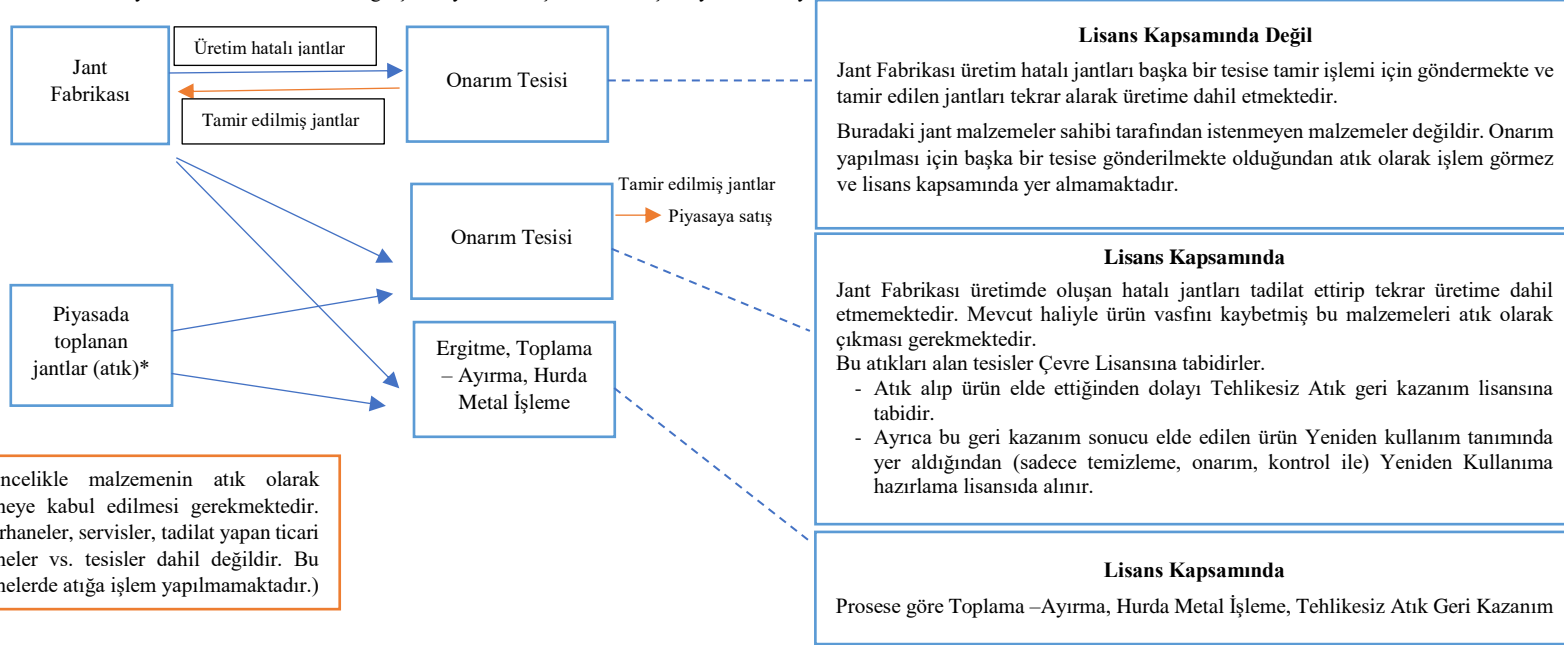 Jant
Fabrikası
Üretim hatalı jantlar
Tamir edilmiş jantlar
Onarım Tesisi
Lisans Kapsamında Değil
Jant Fabrikası üretim hatalı jantları başka bir tesise tamir işlemi için göndermekte ve
tamir edilen jantları tekrar alarak üretime dahil etmektedir.
Buradaki jant malzemeler sahibi tarafından istenmeyen malzemeler değildir. Onarım
yapılması için başka bir tesise gönderilmekte olduğundan atık olarak işlem görmez
ve lisans kapsamında yer almamaktadır.
Onarım Tesisi
Tamir edilmiş jantlar
Piyasaya satış
Piyasada
toplanan
jantlar (atık)*
Ergitme, Toplama
– Ayırma, Hurda
Metal İşleme
Lisans Kapsamında
Jant Fabrikası üretimde oluşan hatalı jantları tadilat ettirip tekrar üretime dahil
etmemektedir. Mevcut haliyle ürün vasfını kaybetmiş bu malzemeleri atık olarak
çıkması gerekmektedir.
Bu atıkları alan tesisler Çevre Lisansına tabidirler.
- Atık alıp ürün elde ettiğinden dolayı Tehlikesiz Atık geri kazanım lisansına
tabidir.
- Ayrıca bu geri kazanım sonucu elde edilen ürün Yeniden kullanım tanımında
yer aldığından (sadece temizleme, onarım, kontrol ile) Yeniden Kullanıma
hazırlama lisansıda alınır.
malzemenin atık olarak
kabul edilmesi gerekmektedir.
servisler, tadilat yapan ticari
vs. tesisler dahil değildir. Bu
atığa işlem yapılmamaktadır.)
Lisans Kapsamında
Prosese göre Toplama –Ayırma, Hurda Metal İşleme, Tehlikesiz Atık Geri Kazanım